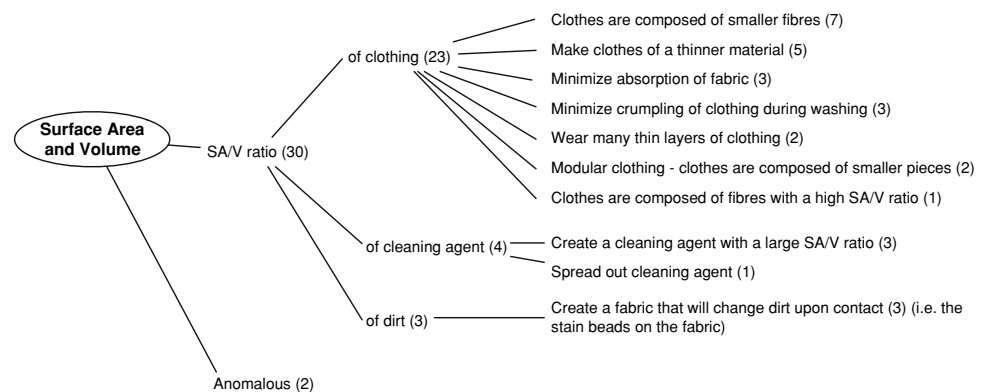 Surface Area
and Volume
SA/V ratio (30)
of clothing (23)
Clothes are composed of smaller fibres (7)
Make clothes of a thinner material (5)
Minimize absorption of fabric (3)
Minimize crumpling of clothing during washing (3)
Wear many thin layers of clothing (2)
Modular clothing - clothes are composed of smaller pieces (2)
Clothes are composed of fibres with a high SA/V ratio (1)
of cleaning agent (4)
Create a cleaning agent with a large SA/V ratio (3)
Spread out cleaning agent (1)
of dirt (3)
Create a fabric that will change dirt upon contact (3) (i.e. the
stain beads on the fabric)
Anomalous (2)